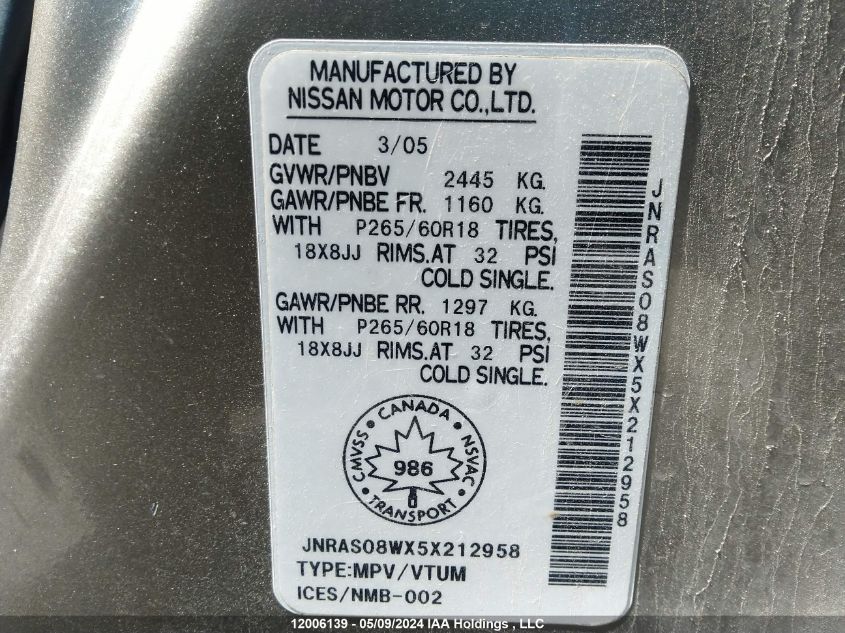 MANUFACTURED BY
NISSAN MOTOR CO.,LTD.
DATE 3/05
GVWR/PNBV 2445 KG.
GAWR/PNBE FR. 1160 KG.
WITH P265/60R18 TIRES,
18X8JJ RIMS.AT 32 PSI
COLD SINGLE.
GAWR/PNBE RR. 1297 KG.
WITH P265/60R18 TIRES,
18X8JJ RIMS.AT 32 PSI
COLD SINGLE.
CANADA
CMVSS
NSVAC
986
TRANSPORT
JNRAS08WX5X212958
TYPE:MPV/VTUM
ICES/NMB-002
JNRAS08WX5X212958
12006139 - 05/09/2024 IAA Holdings , LLC